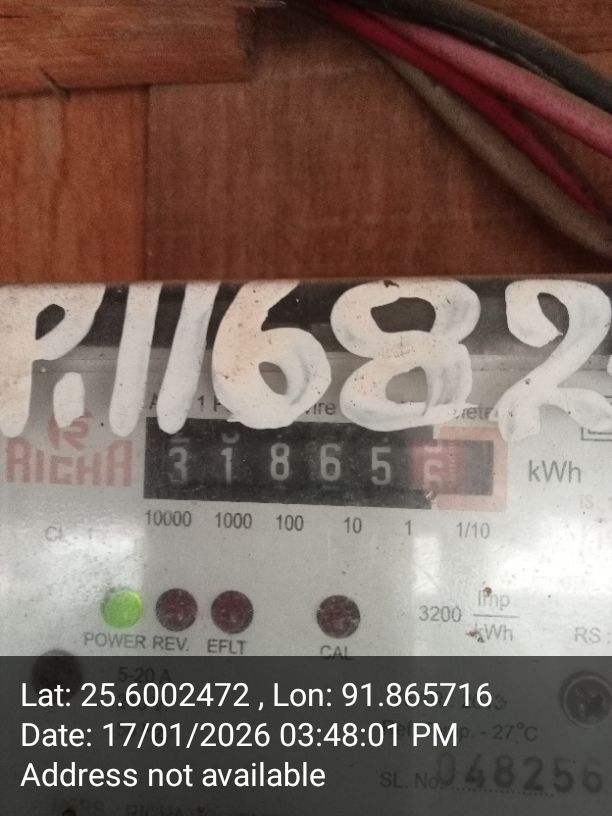 P.11682
RICHA
3 1 8 6 5 6 kWh
10000 1000 100 10 1 1/10
POWER REV. EFLT CAL
3200 Imp
kWh
5-20 A
27°C
SL. No. 048256
Lat: 25.6002472 , Lon: 91.865716
Date: 17/01/2026 03:48:01 PM
Address not available